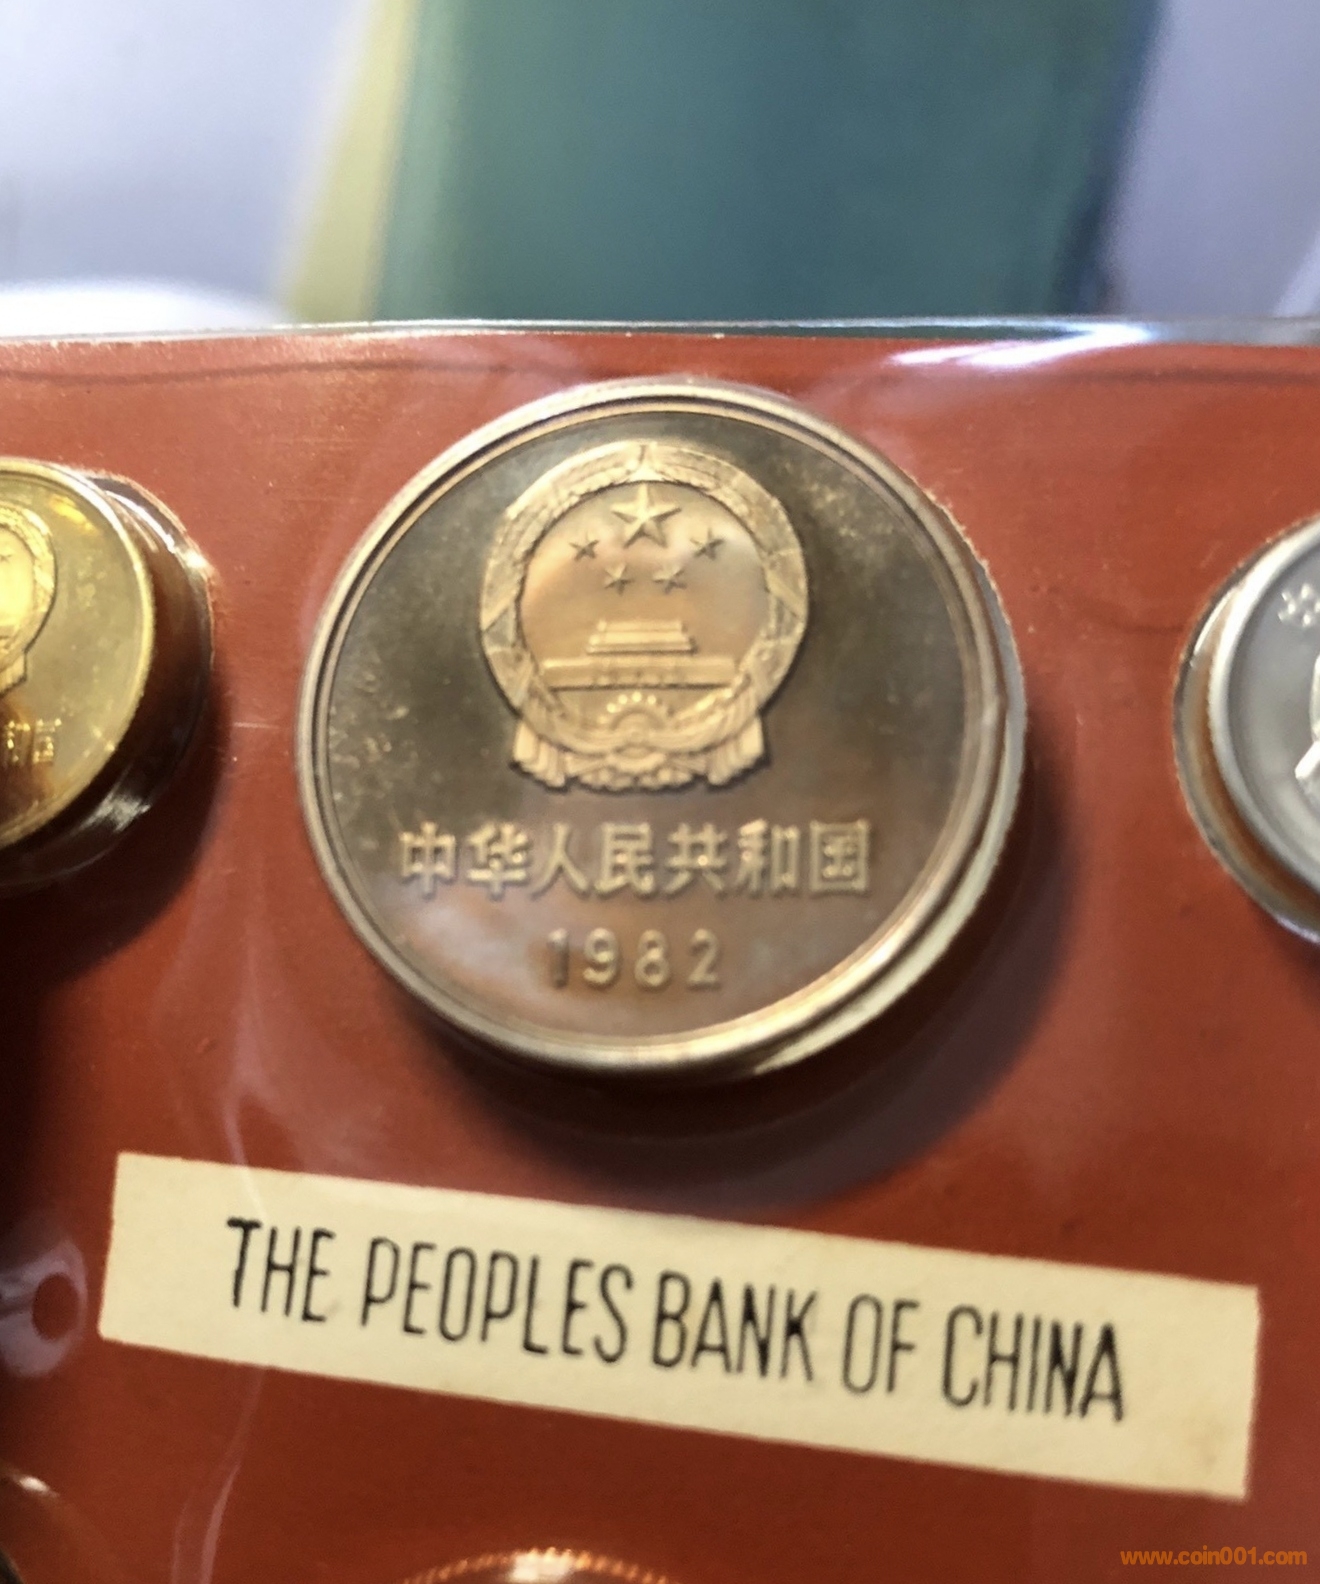 中华人民共和国
1982
THE PEOPLES BANK OF CHINA
www.coin001.com